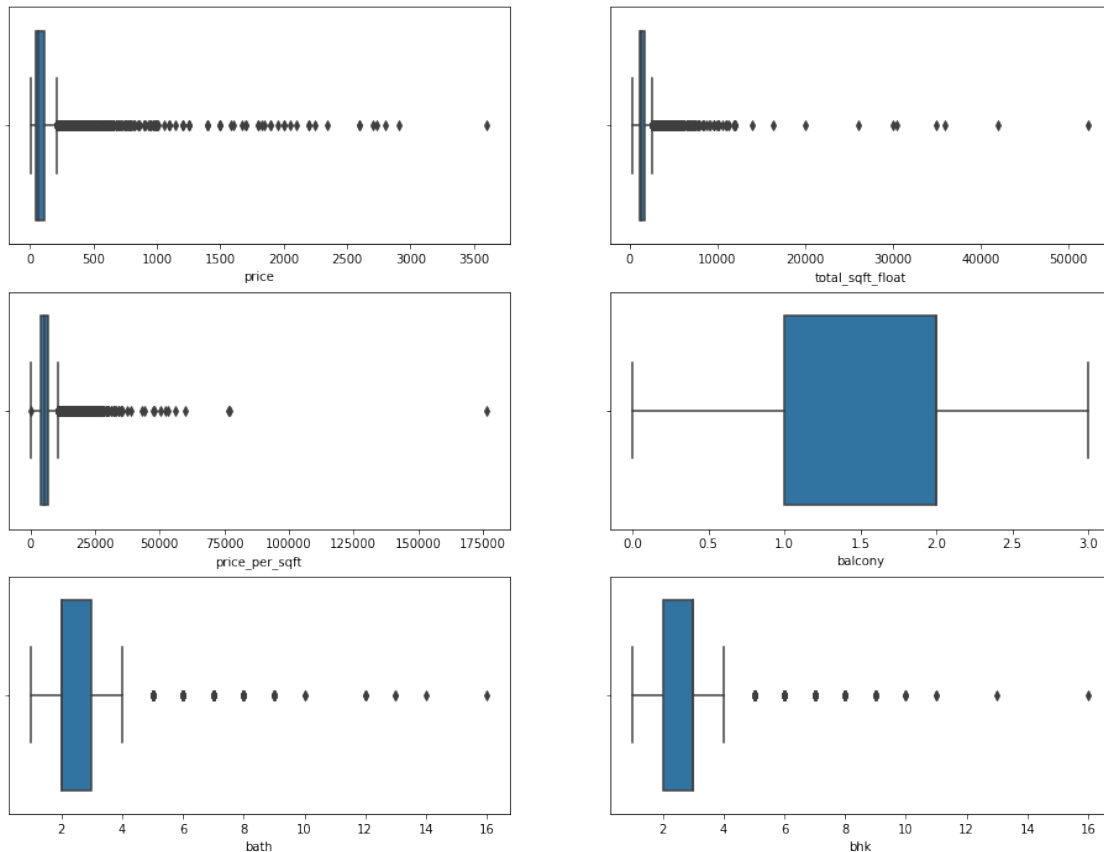 0 500 1000 1500 2000 2500 3000 3500
price
0 10000 20000 30000 40000 50000
total_sqft_float
0 25000 50000 75000 100000 125000 150000 175000
price_per_sqft
0.0 0.5 1.0 1.5 2.0 2.5 3.0
balcony
2 4 6 8 10 12 14 16
bath
2 4 6 8 10 12 14 16
bhk